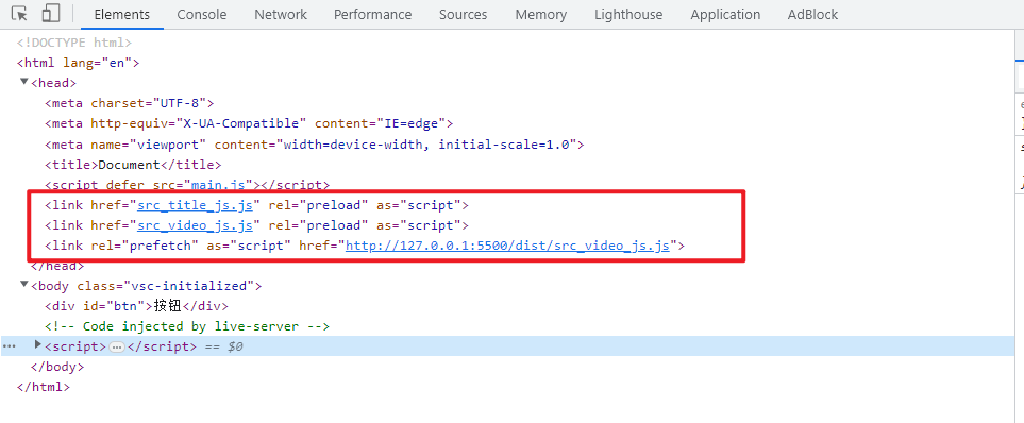 Elements Console Network Performance Sources Memory Lighthouse Application AdBlock
<!DOCTYPE html>
<html lang="en">
▼<head>
<meta charset="UTF-8">
<meta http-equiv="X-UA-Compatible" content="IE=edge">
<meta name="viewport" content="width=device-width, initial-scale=1.0">
<title>Document</title>
<script defer src="main.js"></script>
<link href="src_title_js.js" rel="preload" as="script">
<link href="src_video_js.js" rel="preload" as="script">
<link rel="prefetch" as="script" href="http://127.0.0.1:5500/dist/src_video_js.js">
</head>
▼<body class="vsc-initialized">
<div id="btn">按钮</div>
<!-- Code injected by live-server -->
••• ▶<script>…</script> == $0
</body>
</html>